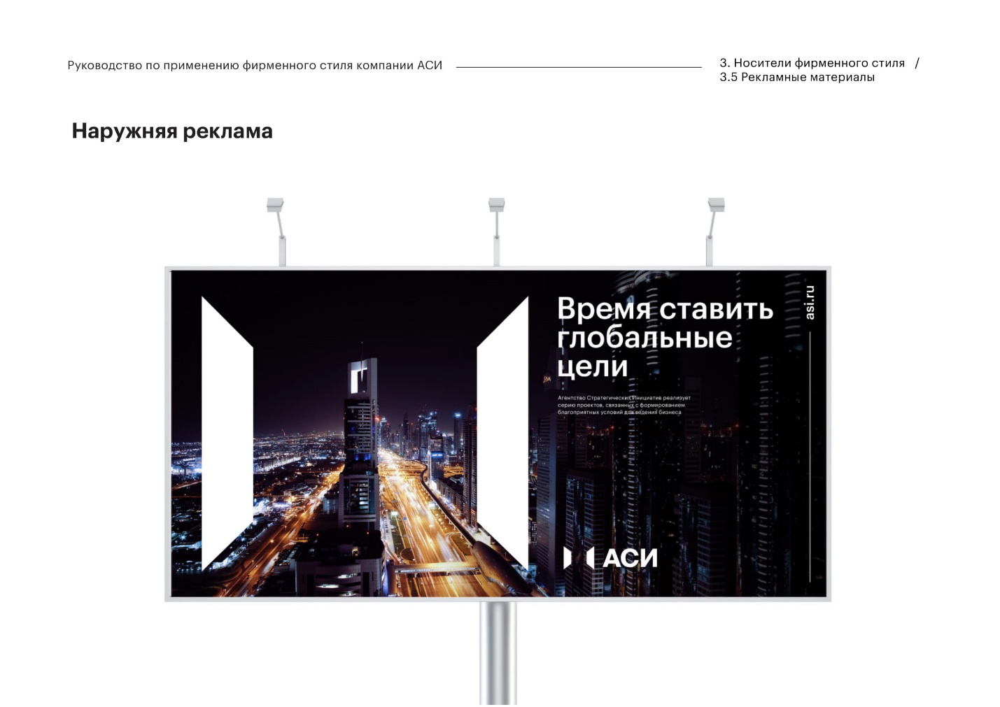 Руководство по применению фирменного стиля компании АСИ
3. Носители фирменного стиля /
3.5 Рекламные материалы
Наружняя реклама
Время ставить
глобальные
цели
Агентство Стратегических Инициатив реализует
серию проектов, связанных с формированием
благоприятных условий для ведения бизнеса
asi.ru
АСИ